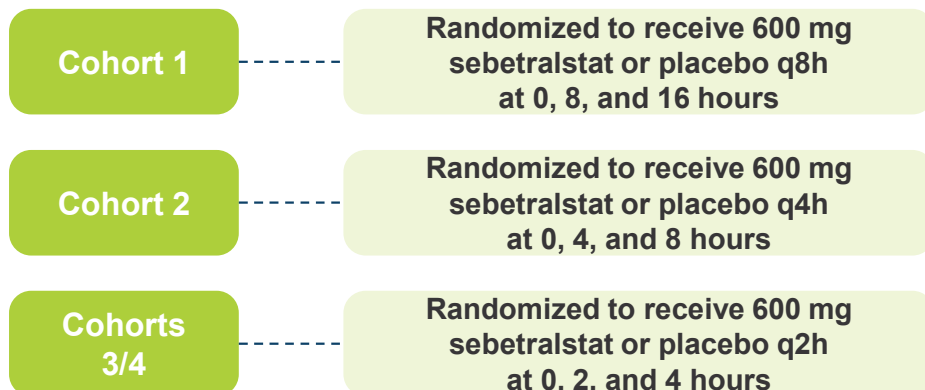 Cohort 1
Randomized to receive 600 mg
sebetralstat or placebo q8h
at 0, 8, and 16 hours
Cohort 2
Randomized to receive 600 mg
sebetralstat or placebo q4h
at 0, 4, and 8 hours
Cohorts
3/4
Randomized to receive 600 mg
sebetralstat or placebo q2h
at 0, 2, and 4 hours